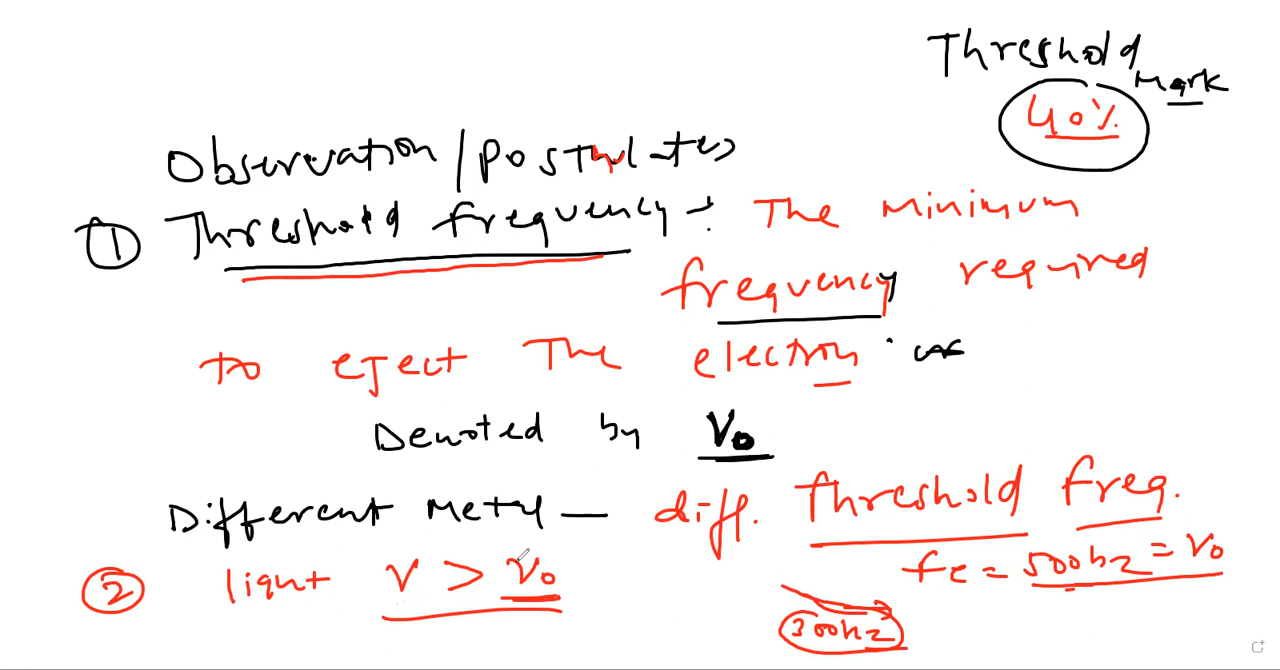 Threshold
Mark
40%
Observation / Postulates
① Threshold frequency :- The Minimum
frequency required
to eject The electron.
Denoted by ν₀
Different Metal — diff. Threshold freq.
fe = 500hz = ν₀
② light ν > ν₀
300hz